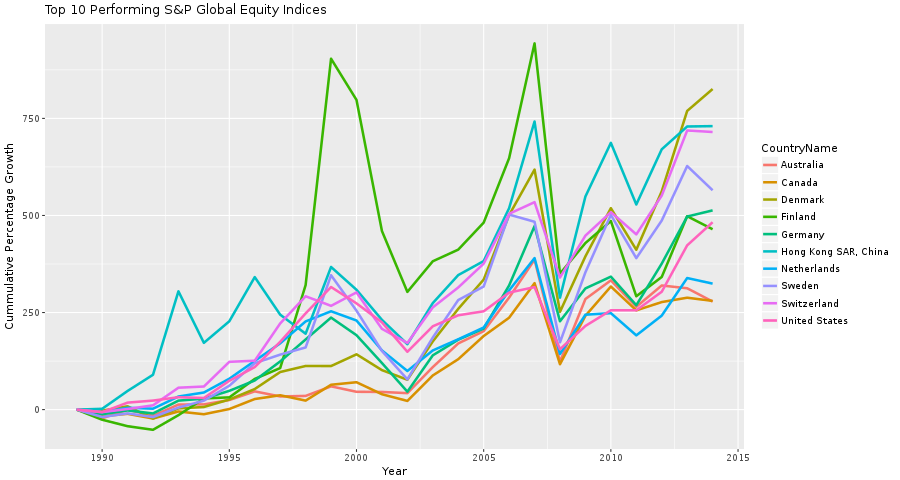 Top 10 Performing S&P Global Equity Indices
Cummulative Percentage Growth
750
500
250
0
1990 1995 2000 2005 2010 2015
Year
CountryName
Australia
Canada
Denmark
Finland
Germany
Hong Kong SAR, China
Netherlands
Sweden
Switzerland
United States